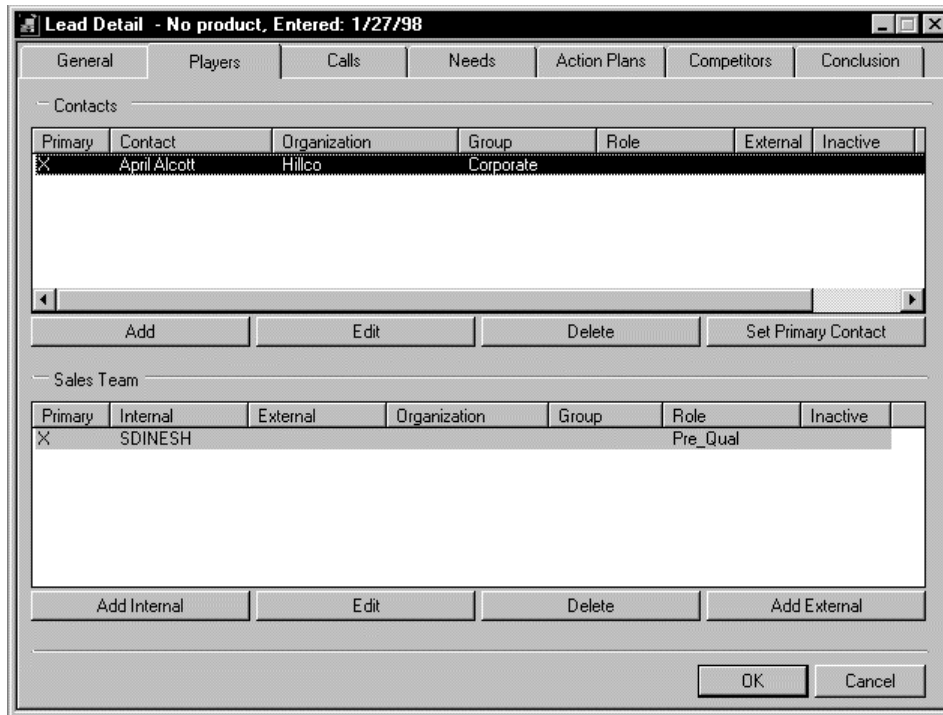 Lead Detail - No product, Entered: 1/27/98
General Players Calls Needs Action Plans Competitors Conclusion
Contacts
Primary Contact Organization Group Role External Inactive
X April Alcott Hillco Corporate
Add Edit Delete Set Primary Contact
Sales Team
Primary Internal External Organization Group Role Inactive
X SDINESH Pre_Qual
Add Internal Edit Delete Add External
OK Cancel